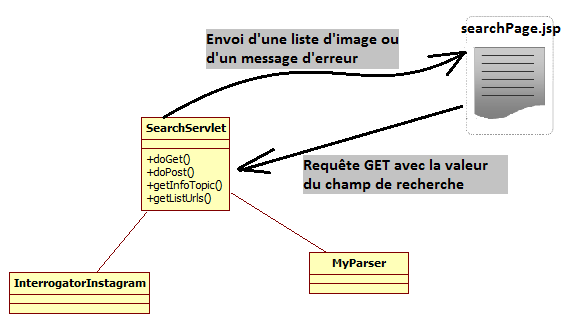 searchPage.jsp
Envoi d'une liste d'image ou
d'un message d'erreur
SearchServlet
+doGet()
+doPost()
+getInfoTopic()
+getListUrls()
Requête GET avec la valeur
du champ de recherche
InterrogatorInstagram
MyParser